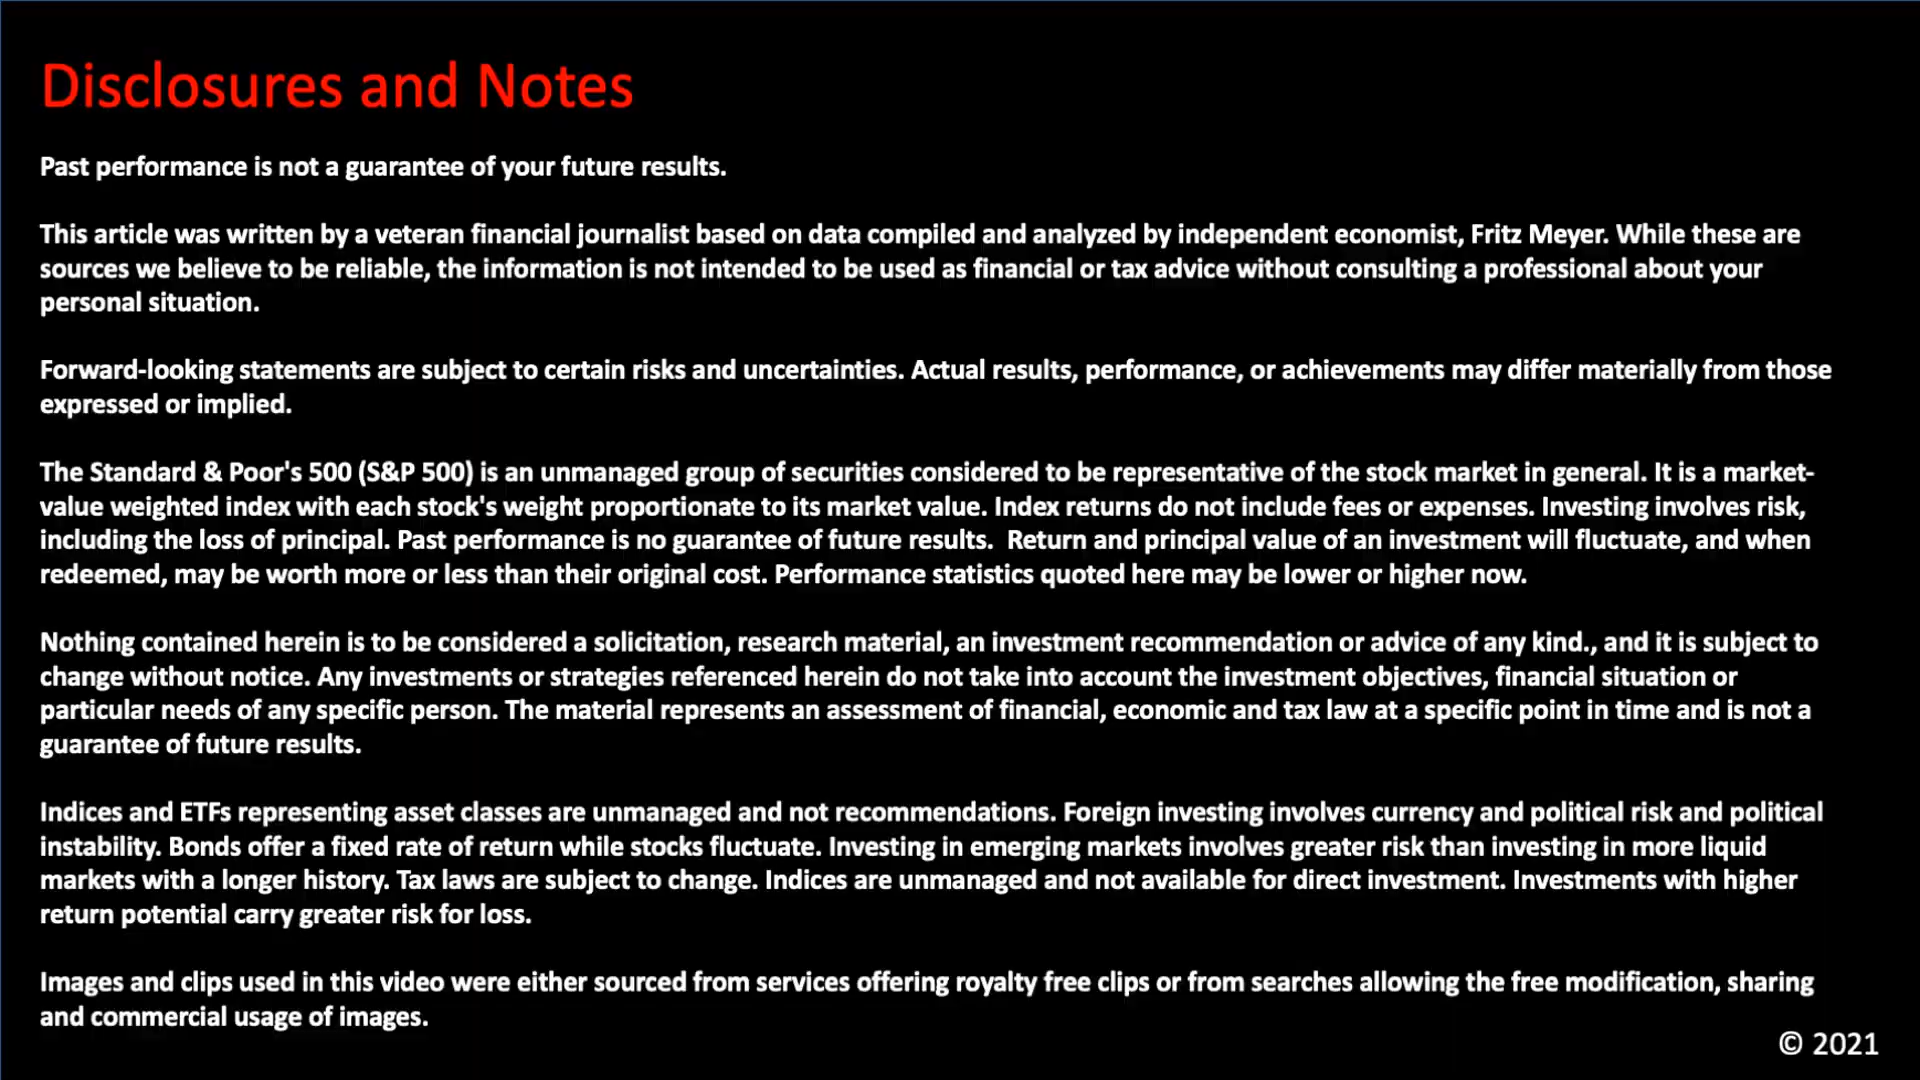 Disclosures and Notes
Past performance is not a guarantee of your future results.
This article was written by a veteran financial journalist based on data compiled and analyzed by independent economist, Fritz Meyer. While these are
sources we believe to be reliable, the information is not intended to be used as financial or tax advice without consulting a professional about your
personal situation.
Forward-looking statements are subject to certain risks and uncertainties. Actual results, performance, or achievements may differ materially from those
expressed or implied.
The Standard & Poor's 500 (S&P 500) is an unmanaged group of securities considered to be representative of the stock market in general. It is a market-
value weighted index with each stock's weight proportionate to its market value. Index returns do not include fees or expenses. Investing involves risk,
including the loss of principal. Past performance is no guarantee of future results.  Return and principal value of an investment will fluctuate, and when
redeemed, may be worth more or less than their original cost. Performance statistics quoted here may be lower or higher now.
Nothing contained herein is to be considered a solicitation, research material, an investment recommendation or advice of any kind., and it is subject to
change without notice. Any investments or strategies referenced herein do not take into account the investment objectives, financial situation or
particular needs of any specific person. The material represents an assessment of financial, economic and tax law at a specific point in time and is not a
guarantee of future results.
Indices and ETFs representing asset classes are unmanaged and not recommendations. Foreign investing involves currency and political risk and political
instability. Bonds offer a fixed rate of return while stocks fluctuate. Investing in emerging markets involves greater risk than investing in more liquid
markets with a longer history. Tax laws are subject to change. Indices are unmanaged and not available for direct investment. Investments with higher
return potential carry greater risk for loss.
Images and clips used in this video were either sourced from services offering royalty free clips or from searches allowing the free modification, sharing
and commercial usage of images.
© 2021